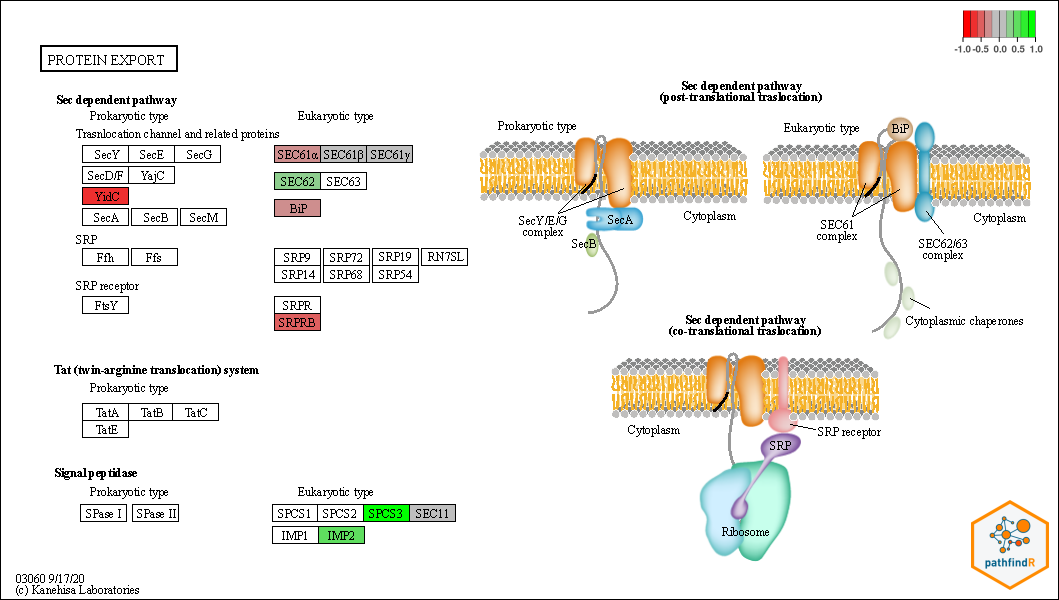 -1.0 -0.5 0.0 0.5 1.0
PROTEIN EXPORT
Sec dependent pathway
Prokaryotic type
Eukaryotic type
Trasnlocation channel and related proteins
SecY SecE SecG
SEC61α SEC61β SEC61γ
SecD/F YajC
SEC62 SEC63
YidC
BiP
SecA SecB SecM
SRP
Ffh Ffs
SRP9 SRP72 SRP19 RN7SL
SRP14 SRP68 SRP54
SRP receptor
FtsY
SRPR
SRPRB
Tat (twin-arginine translocation) system
Prokaryotic type
TatA TatB TatC
TatE
Signal peptidase
Prokaryotic type
Eukaryotic type
SPase I SPase II
SPCS1 SPCS2 SPCS3 SEC11
IMP1 IMP2
03060 9/17/20
(c) Kanehisa Laboratories
Sec dependent pathway
(post-translational traslocation)
Prokaryotic type
SecY/E/G
complex
SecA
SecB
Cytoplasm
Eukaryotic type
BiP
SEC61
complex
Cytoplasm
SEC62/63
complex
Cytoplasmic chaperones
Sec dependent pathway
(co-translational traslocation)
Cytoplasm
SRP receptor
SRP
Ribosome
pathfindR